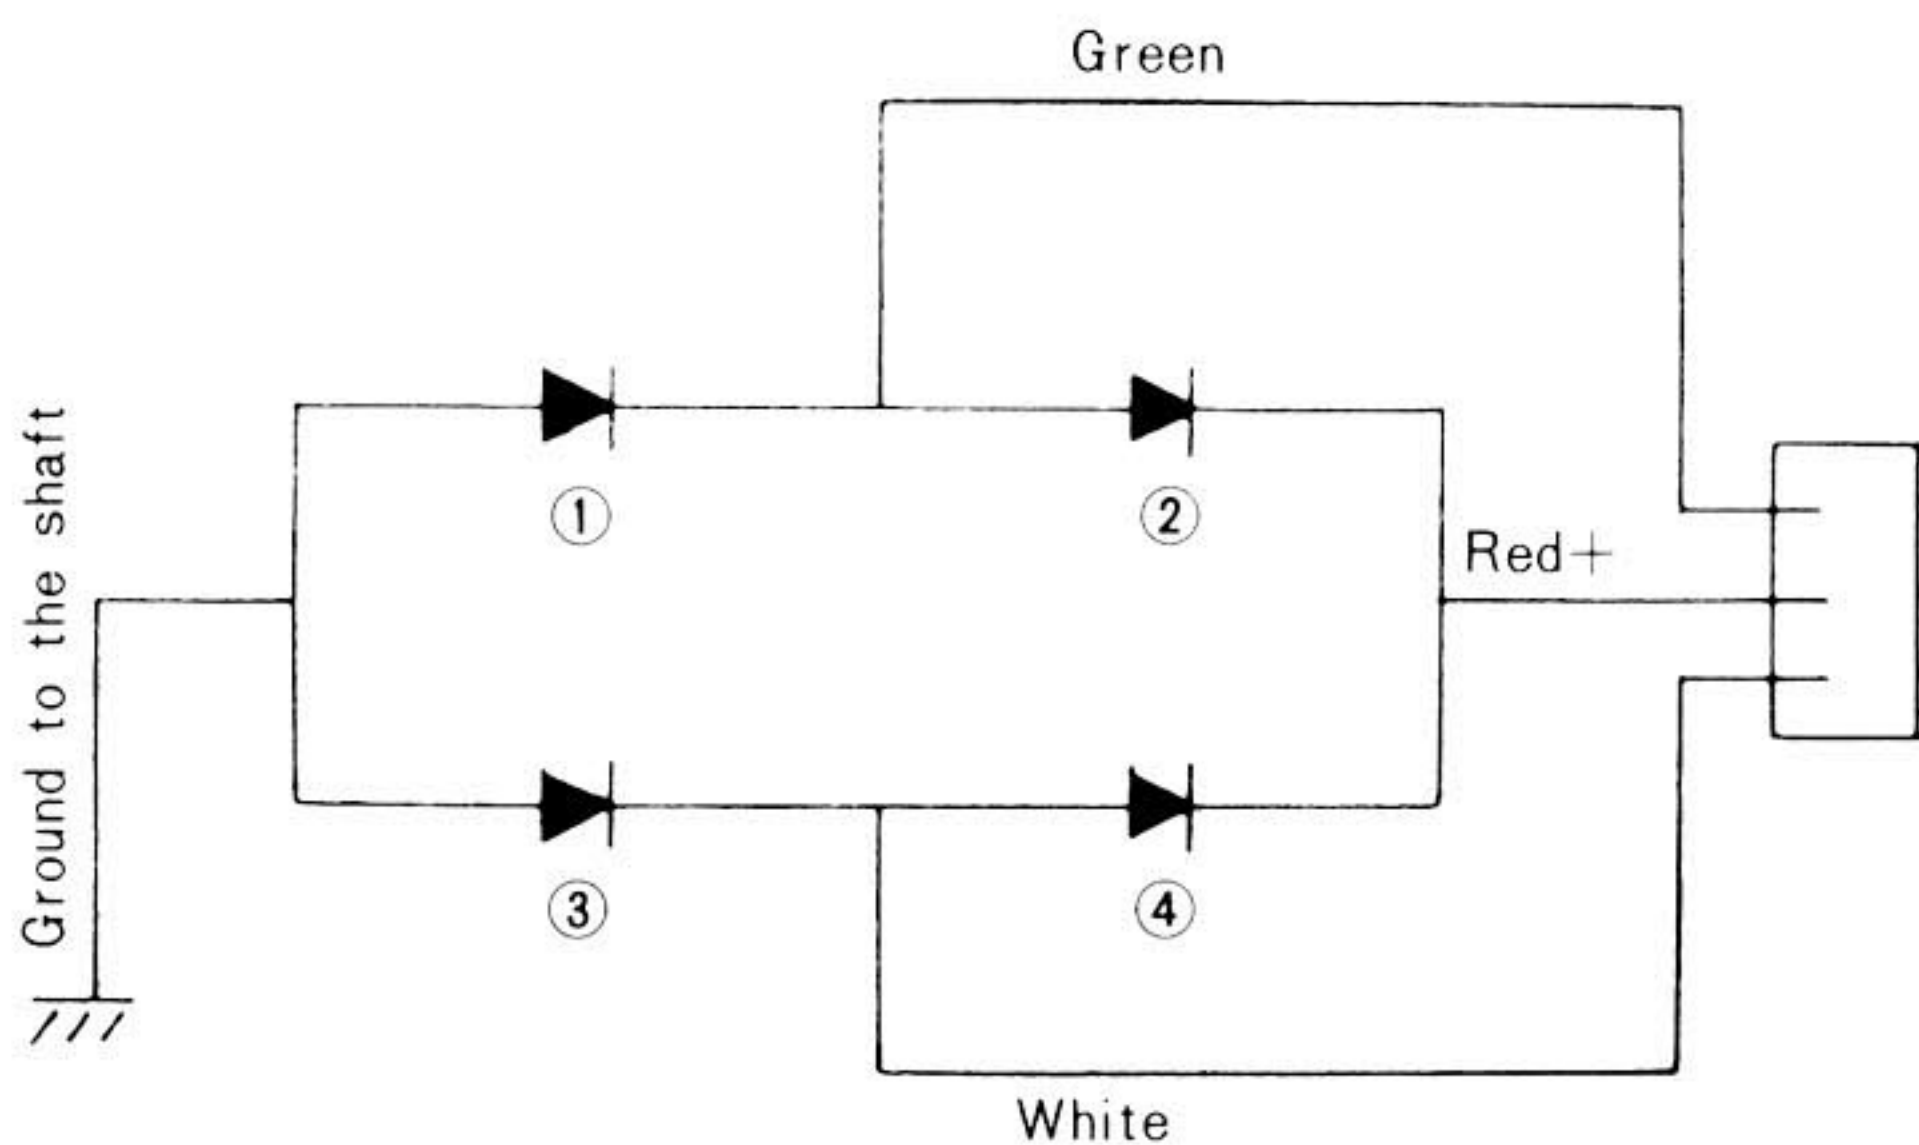 Green
Ground to the shaft
①
②
Red+
③
④
White